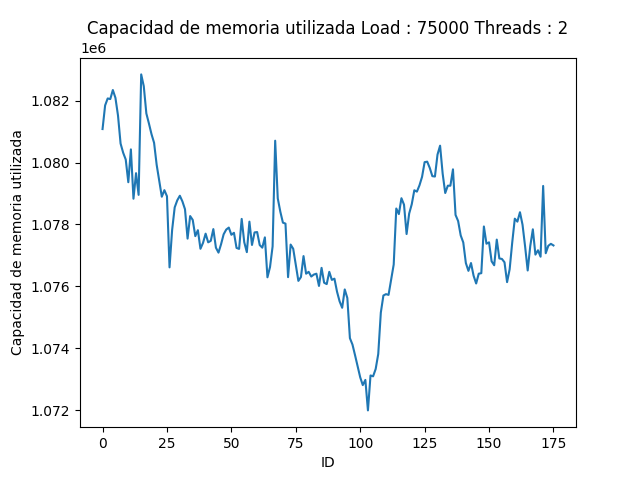 Capacidad de memoria utilizada Load : 75000 Threads : 2
1e6
1.082
1.080
1.078
1.076
1.074
1.072
Capacidad de memoria utilizada
0 25 50 75 100 125 150 175
ID